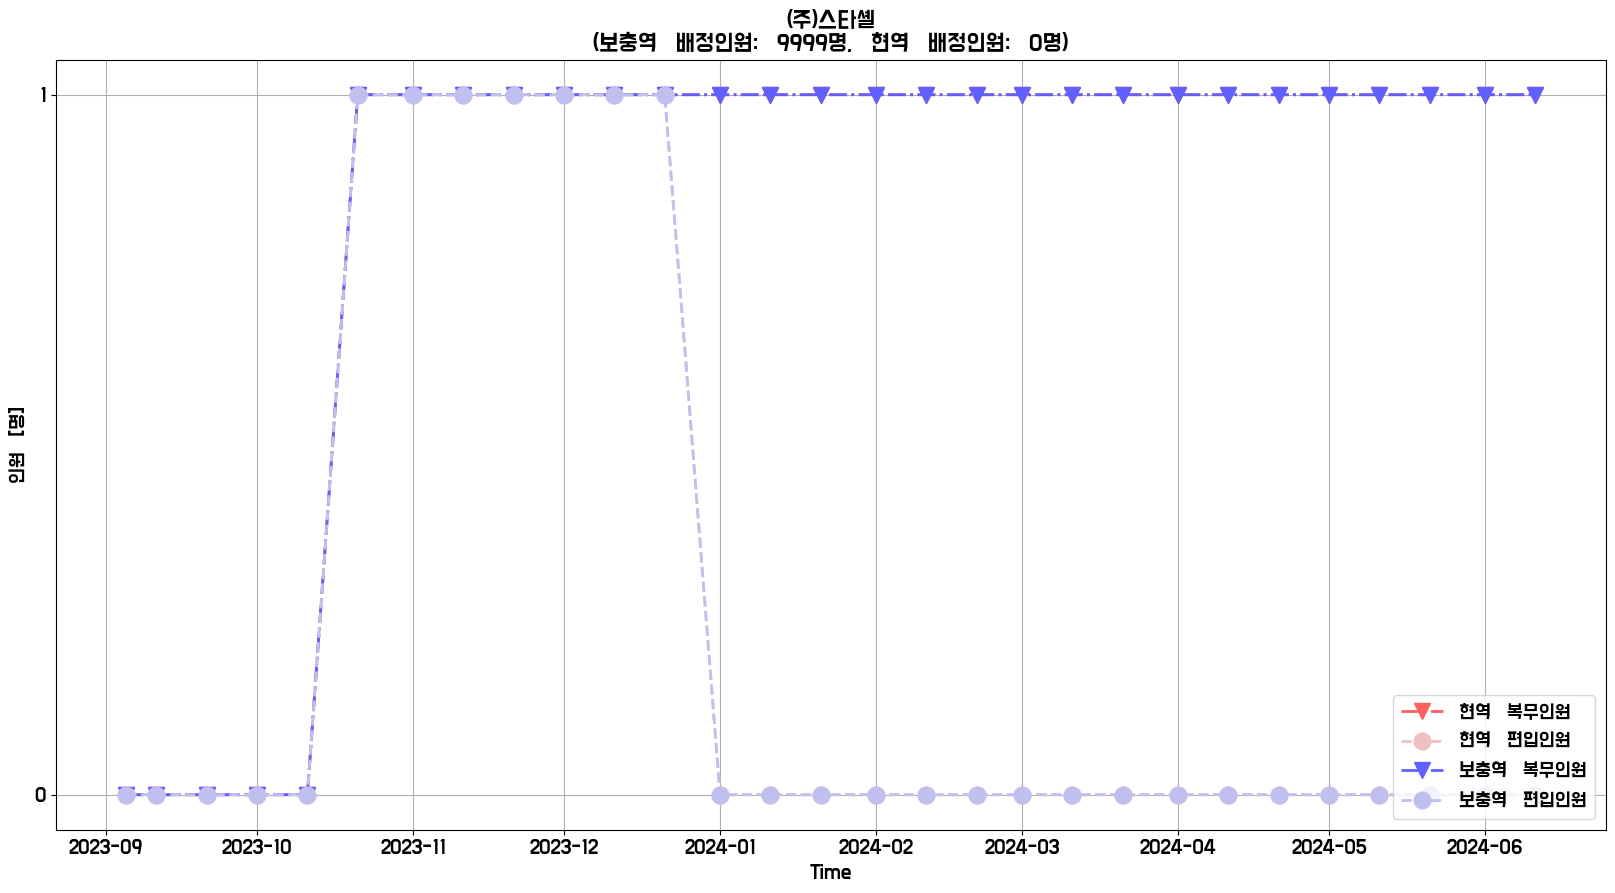 (주)스타셸
(보충역 배정인원: 9999명, 현역 배정인원: 0명)
인원 [명]
1
0
현역 복무인원
현역 편입인원
보충역 복무인원
보충역 편입인원
2023-09 2023-10 2023-11 2023-12 2024-01 2024-02 2024-03 2024-04 2024-05 2024-06
Time